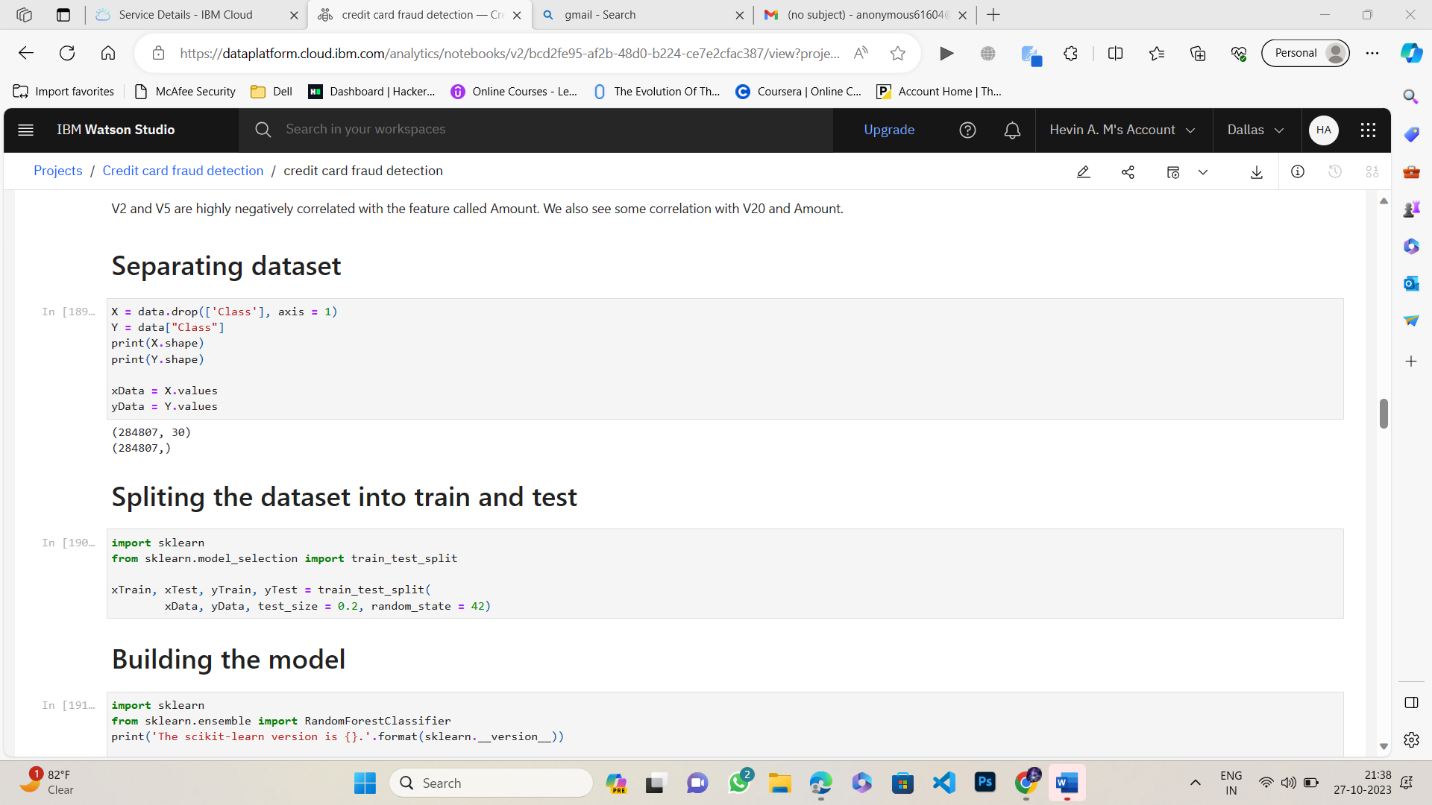 Service Details - IBM Cloud
credit card fraud detection — Cr
gmail - Search
(no subject) - anonymous61604@
https://dataplatform.cloud.ibm.com/analytics/notebooks/v2/bcd2fe95-af2b-48d0-b224-ce7e2cfac387/view?proje...
Personal
Import favorites
McAfee Security
Dell
Dashboard | Hacker...
Online Courses - Le...
The Evolution Of Th...
Coursera | Online C...
Account Home | Th...
IBM Watson Studio
Search in your workspaces
Upgrade
Hevin A. M's Account
Dallas
HA
Projects / Credit card fraud detection / credit card fraud detection
V2 and V5 are highly negatively correlated with the feature called Amount. We also see some correlation with V20 and Amount.
Separating dataset
In [189...
X = data.drop(['Class'], axis = 1)
Y = data["Class"]
print(X.shape)
print(Y.shape)
xData = X.values
yData = Y.values
(284807, 30)
(284807,)
Spliting the dataset into train and test
In [190...
import sklearn
from sklearn.model_selection import train_test_split
xTrain, xTest, yTrain, yTest = train_test_split(
xData, yData, test_size = 0.2, random_state = 42)
Building the model
In [191...
import sklearn
from sklearn.ensemble import RandomForestClassifier
print('The scikit-learn version is {}.'.format(sklearn.__version__))
1
82°F
Clear
Search
PRE
2
Ps
ENG
IN
21:38
27-10-2023